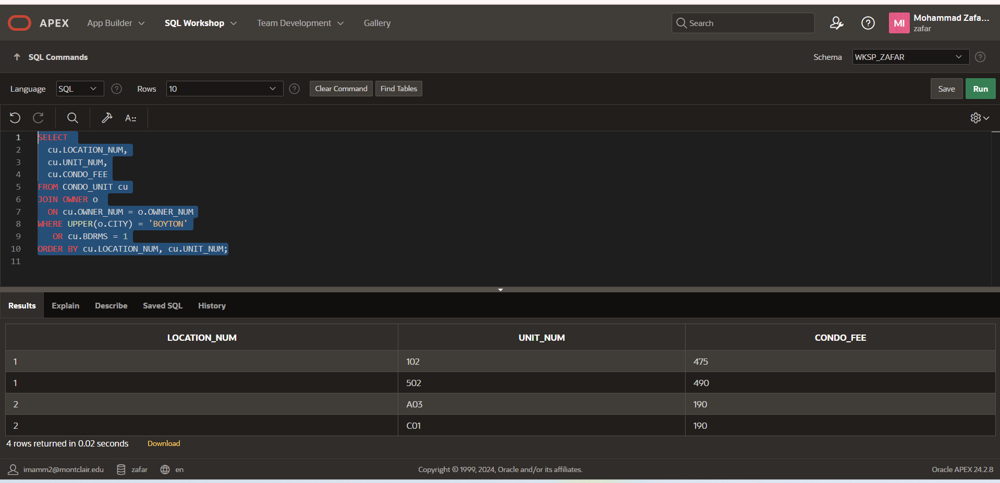 APEX App Builder SQL Workshop Team Development Gallery Search MI Mohammad Zafa...
zafar
SQL Commands Schema WKSP_ZAFAR
Language SQL Rows 10 Clear Command Find Tables Save Run
1 SELECT
2 cu.LOCATION_NUM,
3 cu.UNIT_NUM,
4 cu.CONDO_FEE
5 FROM CONDO_UNIT cu
6 JOIN OWNER o
7 ON cu.OWNER_NUM = o.OWNER_NUM
8 WHERE UPPER(o.CITY) = 'BOYTON'
9 OR cu.BDRMS = 1
10 ORDER BY cu.LOCATION_NUM, cu.UNIT_NUM;
11
Results Explain Describe Saved SQL History
LOCATION_NUM UNIT_NUM CONDO_FEE
1 102 475
1 502 490
2 A03 190
2 C01 190
4 rows returned in 0.02 seconds Download
imamm2@montclair.edu zafar en Copyright © 1999, 2024, Oracle and/or its affiliates. Oracle APEX 24.2.8